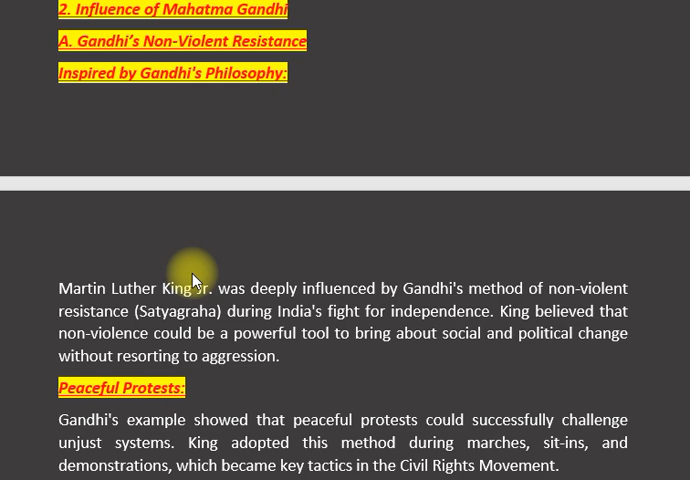 2. Influence of Mahatma Gandhi
A. Gandhi’s Non-Violent Resistance
Inspired by Gandhi's Philosophy:
Martin Luther King Jr. was deeply influenced by Gandhi's method of non-violent
resistance (Satyagraha) during India's fight for independence. King believed that
non-violence could be a powerful tool to bring about social and political change
without resorting to aggression.
Peaceful Protests:
Gandhi's example showed that peaceful protests could successfully challenge
unjust systems. King adopted this method during marches, sit-ins, and
demonstrations, which became key tactics in the Civil Rights Movement.